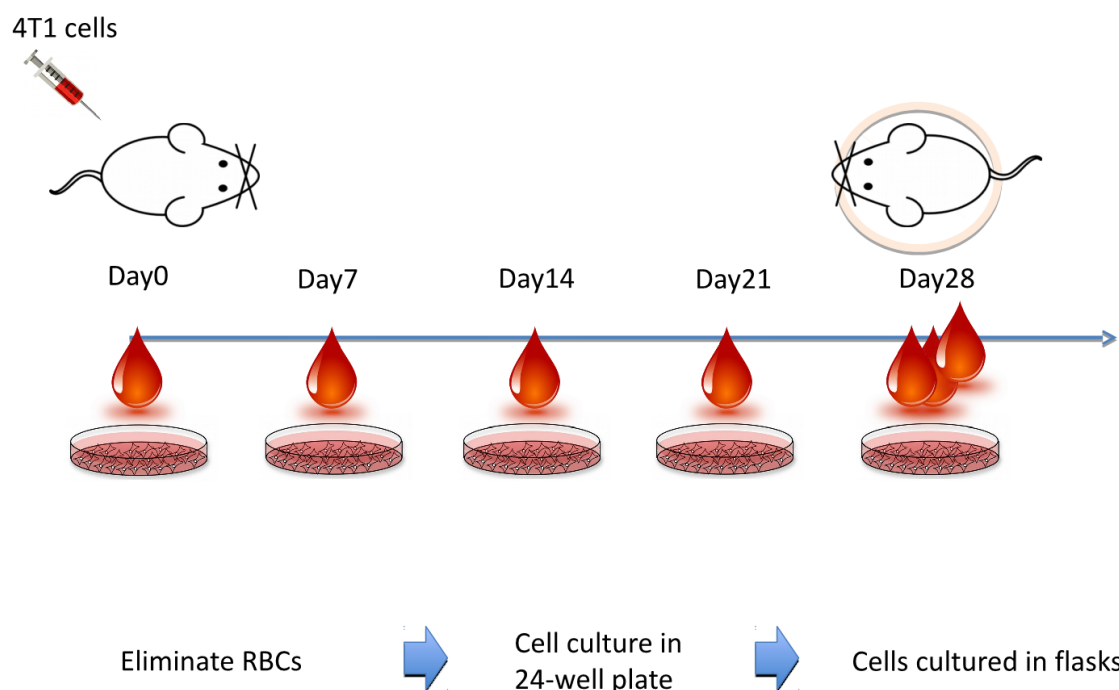 4T1 cells
Day0
Day7
Day14
Day21
Day28
Eliminate RBCs
Cell culture in
24-well plate
Cells cultured in flasks